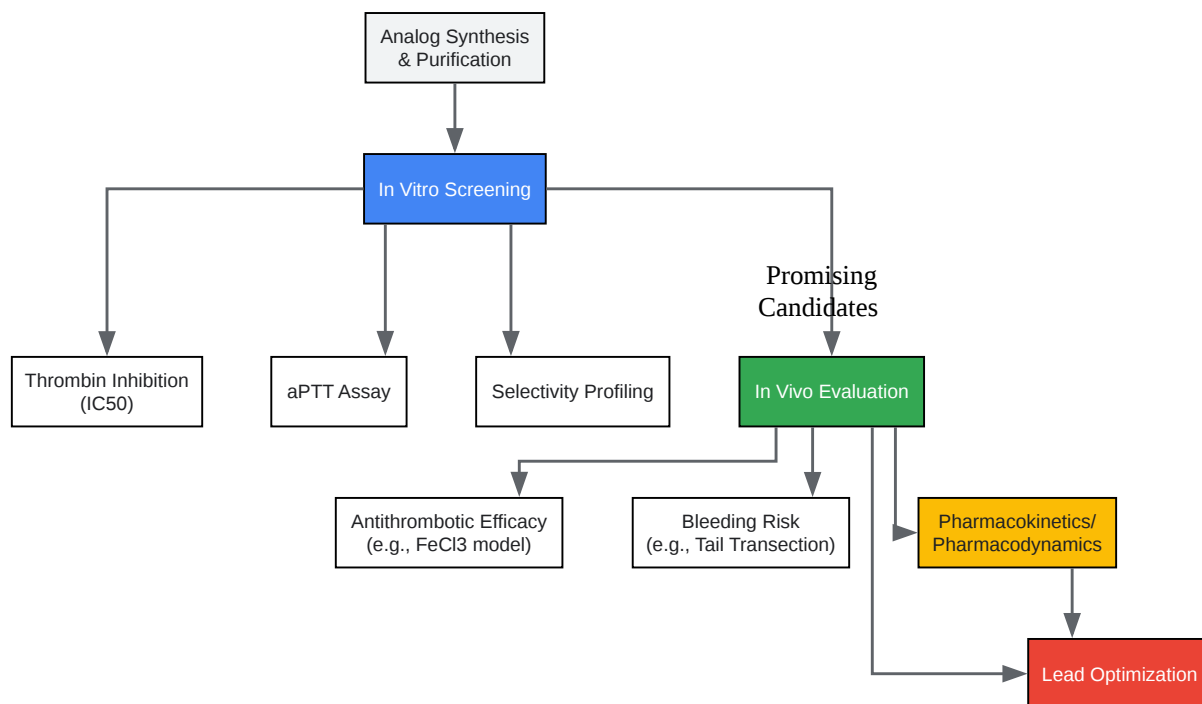 Analog Synthesis
& Purification
In Vitro Screening
Promising
Candidates
Thrombin Inhibition
(IC50)
aPTT Assay
Selectivity Profiling
In Vivo Evaluation
Antithrombotic Efficacy
(e.g., FeCl3 model)
Bleeding Risk
(e.g., Tail Transection)
Pharmacokinetics/
Pharmacodynamics
Lead Optimization